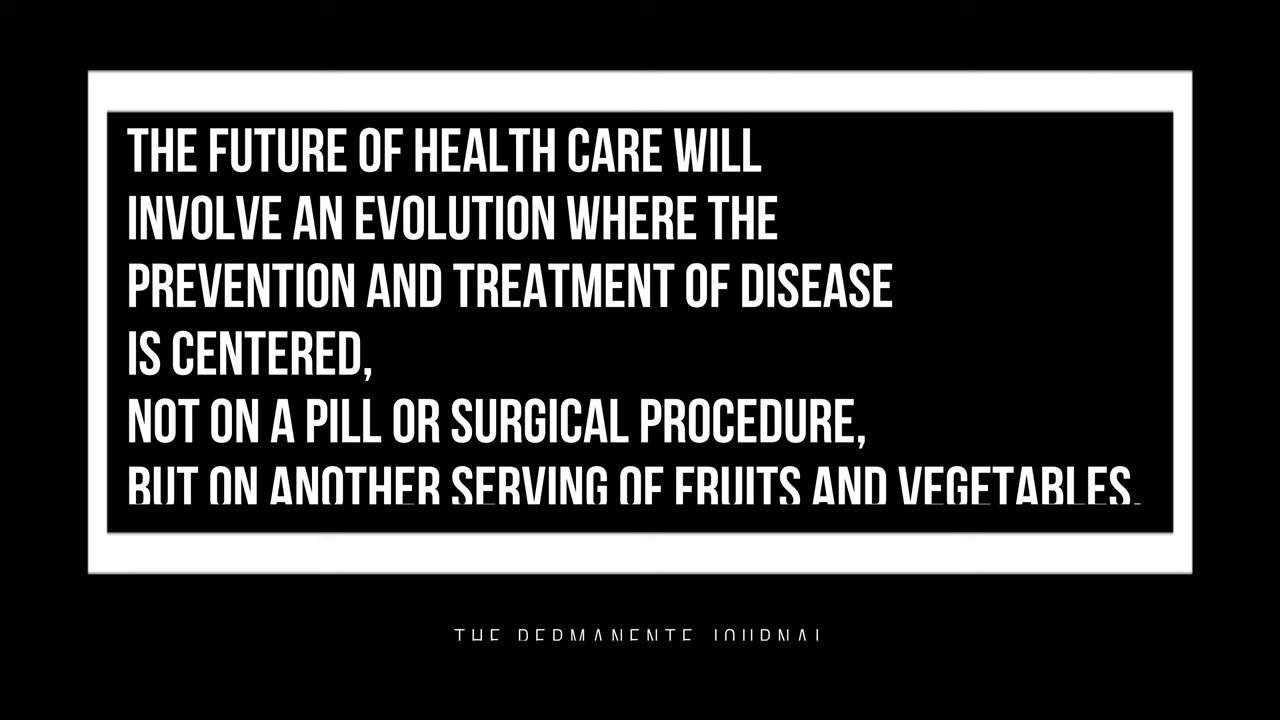 THE FUTURE OF HEALTH CARE WILL
INVOLVE AN EVOLUTION WHERE THE
PREVENTION AND TREATMENT OF DISEASE
IS CENTERED,
NOT ON A PILL OR SURGICAL PROCEDURE,
BUT ON ANOTHER SERVING OF FRUITS AND VEGETABLES.
THE PERMANENTE JOURNAL